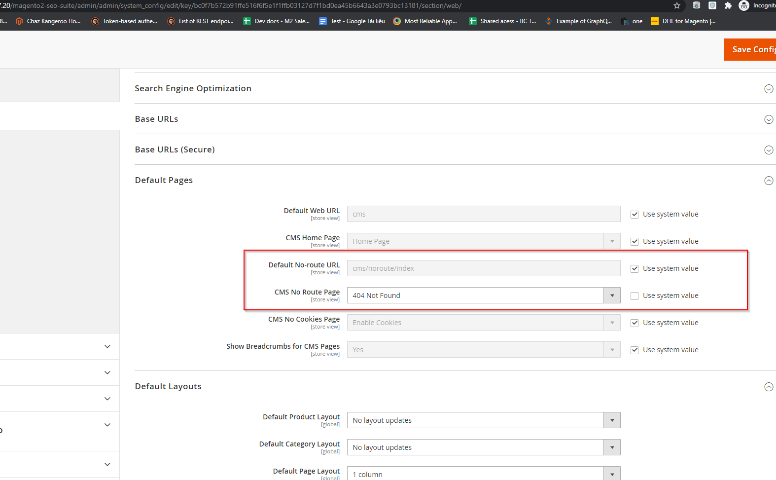 7.20/magento2-seo-suite/admin/admin/system_config/edit/key/bc0f7b572b91ffe516f6f5e1f1ffb03127d7f1bd0ea45b6643a3e0793bc13181/section/web/
Incognito
Chaz Kangeroo Ho...
Token-based authe...
List of REST endpoi...
Dev docs - M2 Sale...
Test - Google Tài liệu
Most Reliable App...
Shared acess - BC T...
Example of GraphQ...
one
DHL for Magento |...
Save Config
Search Engine Optimization
Base URLs
Base URLs (Secure)
Default Pages
Default Web URL
[store view]
cms
Use system value
CMS Home Page
[store view]
Home Page
Use system value
Default No-route URL
[store view]
cms/noroute/index
Use system value
CMS No Route Page
[store view]
404 Not Found
Use system value
CMS No Cookies Page
[store view]
Enable Cookies
Use system value
Show Breadcrumbs for CMS Pages
[store view]
Yes
Use system value
Default Layouts
Default Product Layout
[global]
No layout updates
Default Category Layout
[global]
No layout updates
Default Page Layout
[global]
1 column